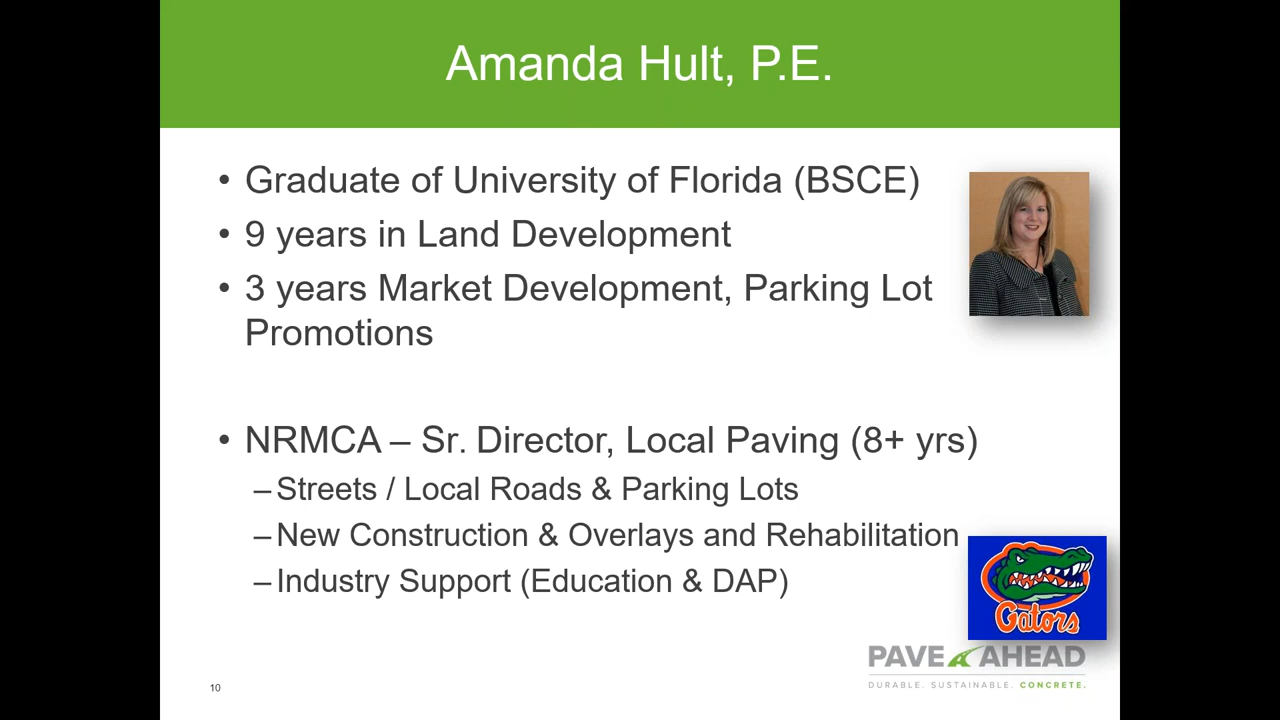 Amanda Hult, P.E.
• Graduate of University of Florida (BSCE)
• 9 years in Land Development
• 3 years Market Development, Parking Lot
Promotions
• NRMCA – Sr. Director, Local Paving (8+ yrs)
– Streets / Local Roads & Parking Lots
– New Construction & Overlays and Rehabilitation
– Industry Support (Education & DAP)
Gators
PAVE AHEAD
DURABLE. SUSTAINABLE. CONCRETE.
10